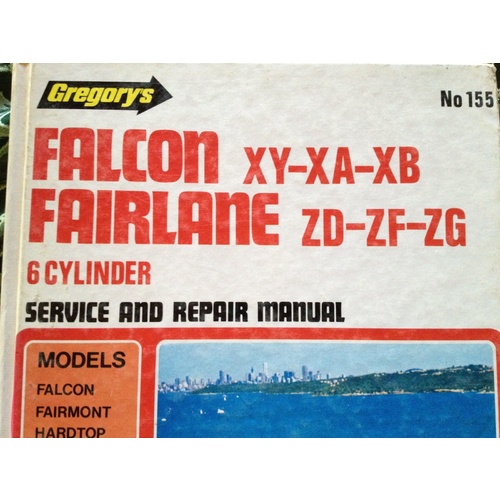 Gregory's
No 155
FALCON XY-XA-XB
FAIRLANE ZD-ZF-ZG
6 CYLINDER
SERVICE AND REPAIR MANUAL
MODELS
FALCON
FAIRMONT
HARDTOP